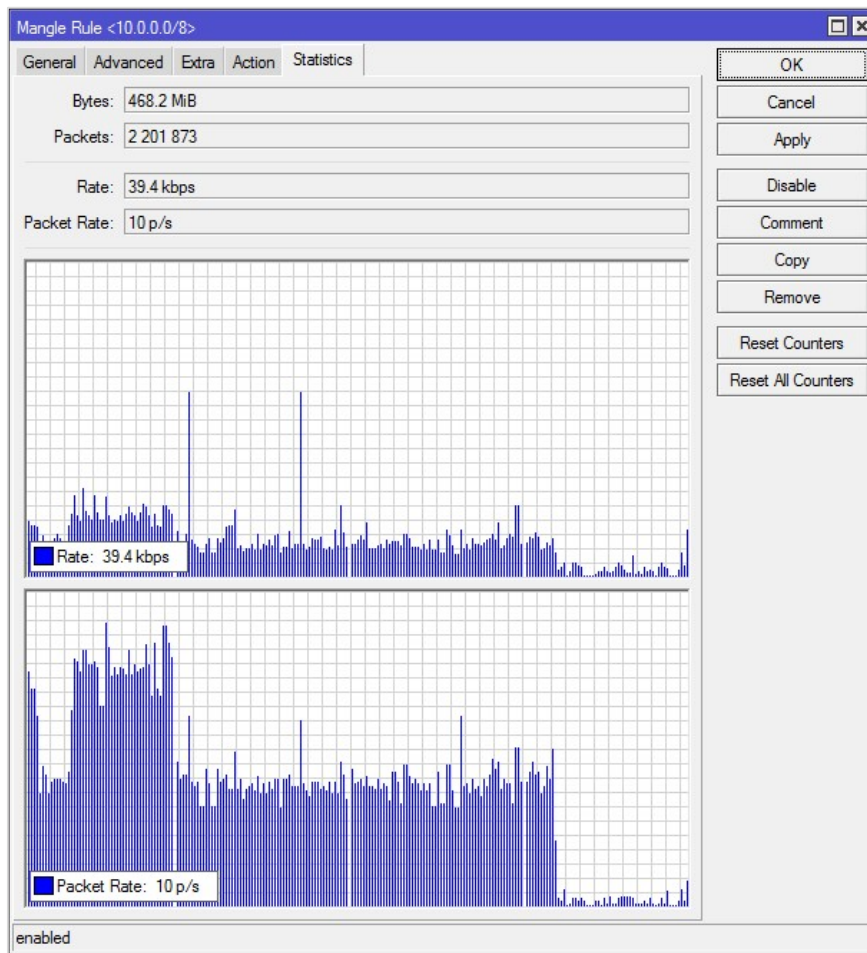 Mangle Rule <10.0.0.0/8>
General Advanced Extra Action Statistics
Bytes: 468.2 MiB
Packets: 2 201 873
Rate: 39.4 kbps
Packet Rate: 10 p/s
Rate: 39.4 kbps
Packet Rate: 10 p/s
OK
Cancel
Apply
Disable
Comment
Copy
Remove
Reset Counters
Reset All Counters
enabled